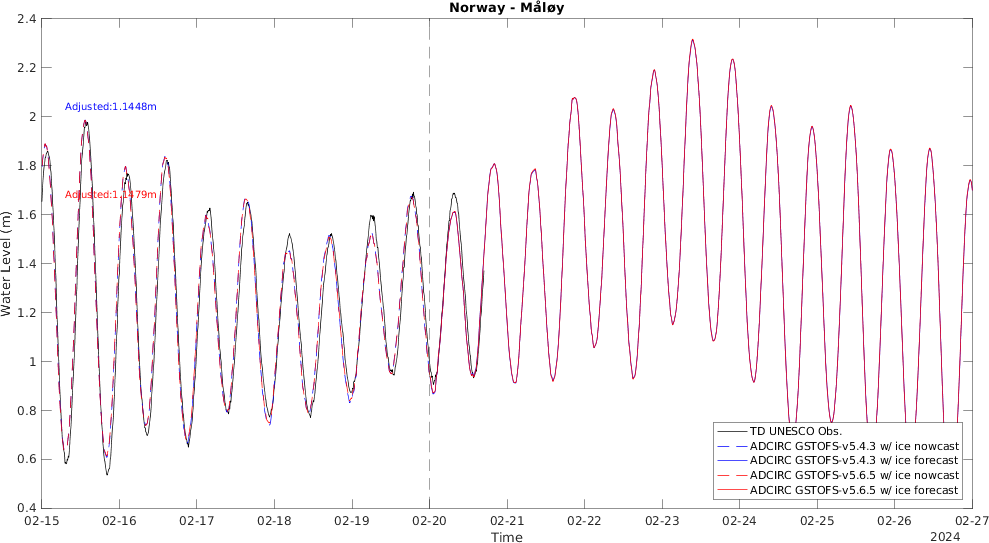 Norway - Måløy
2.4
2.2
2
1.8
1.6
1.4
1.2
1
0.8
0.6
0.4
Water Level (m)
Adjusted:1.1448m
Adjusted:1.1479m
TD UNESCO Obs.
ADCIRC GSTOFS-v5.4.3 w/ ice nowcast
ADCIRC GSTOFS-v5.4.3 w/ ice forecast
ADCIRC GSTOFS-v5.6.5 w/ ice nowcast
ADCIRC GSTOFS-v5.6.5 w/ ice forecast
02-15 02-16 02-17 02-18 02-19 02-20 02-21 02-22 02-23 02-24 02-25 02-26 02-27
Time
2024